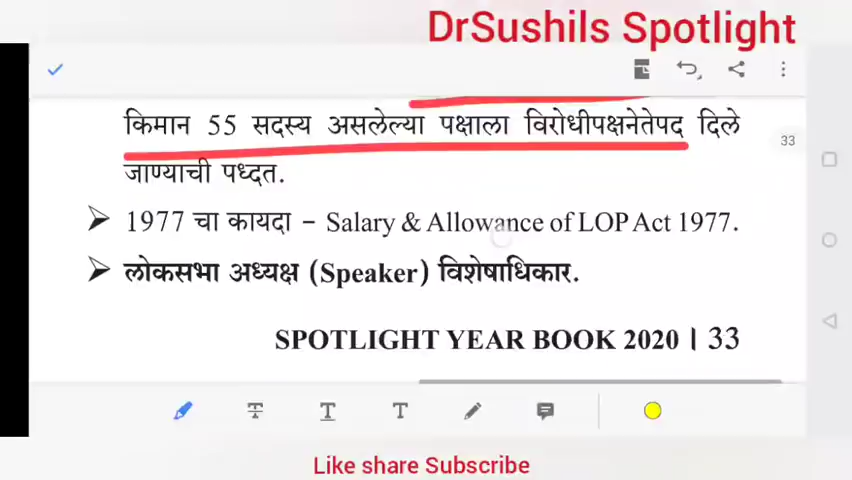 DrSushils Spotlight
किमान 55 सदस्य असलेल्या पक्षाला विरोधीपक्षनेतेपद दिले
33
जाण्याची पध्दत.
➤ 1977 चा कायदा – Salary & Allowance of LOP Act 1977.
➤ लोकसभा अध्यक्ष (Speaker) विशेषाधिकार.
SPOTLIGHT YEAR BOOK 2020 | 33
T T T
Like share Subscribe